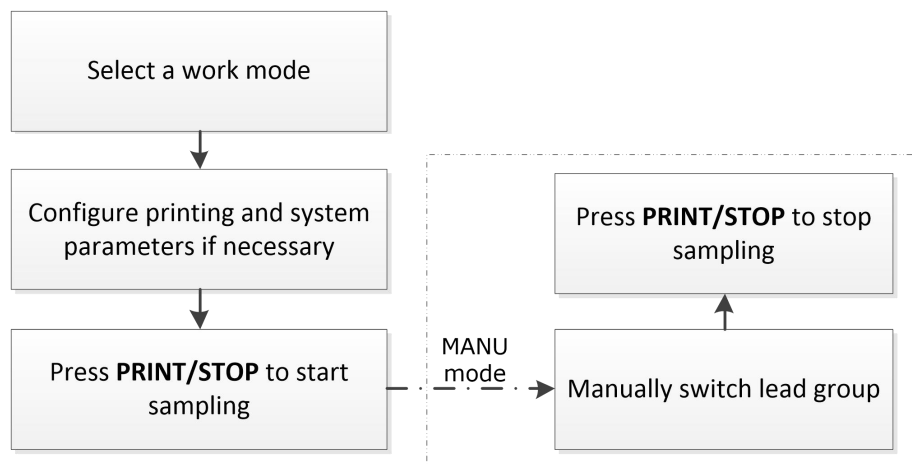 Select a work mode
Configure printing and system
parameters if necessary
Press PRINT/STOP to start
sampling
MANU
mode
Manually switch lead group
Press PRINT/STOP to stop
sampling